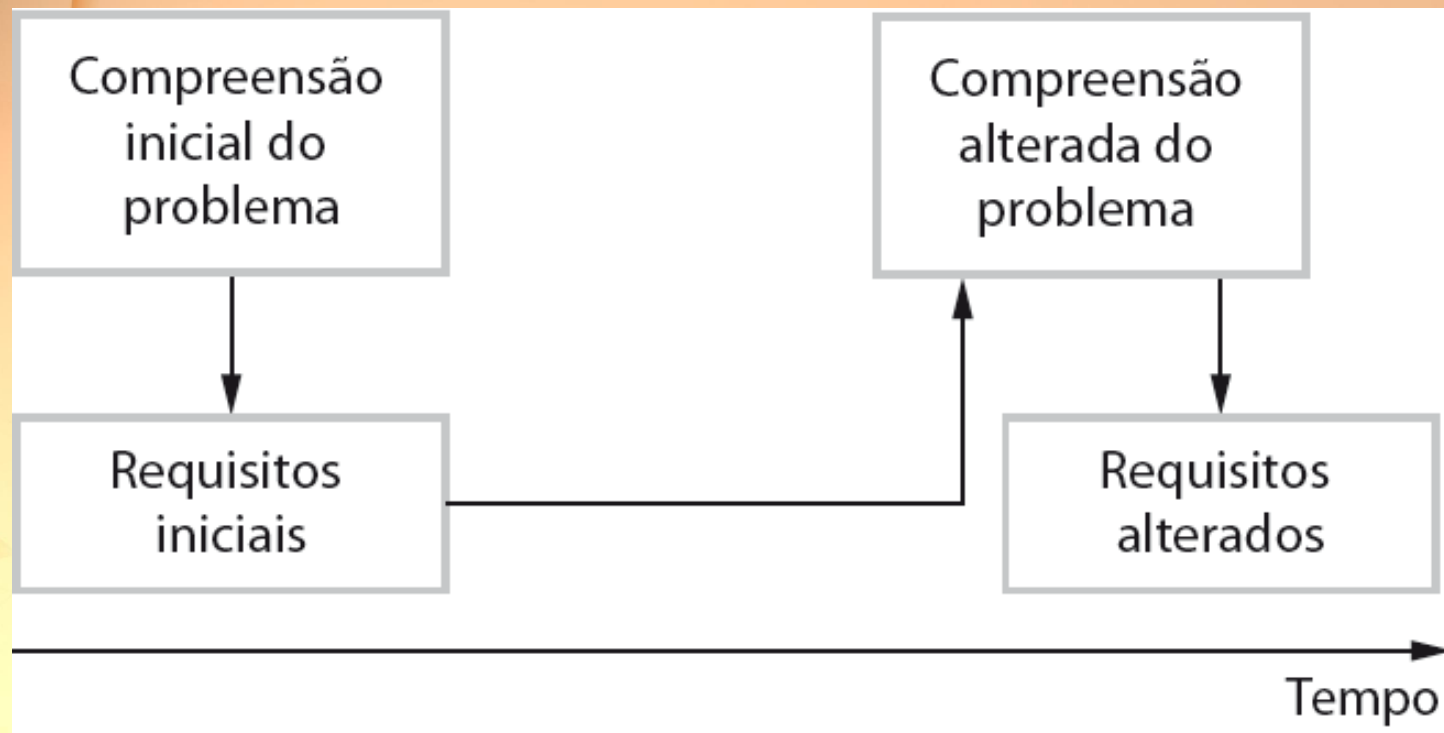 Compreensão
inicial do
problema
Requisitos
iniciais
Compreensão
alterada do
problema
Requisitos
alterados
Tempo